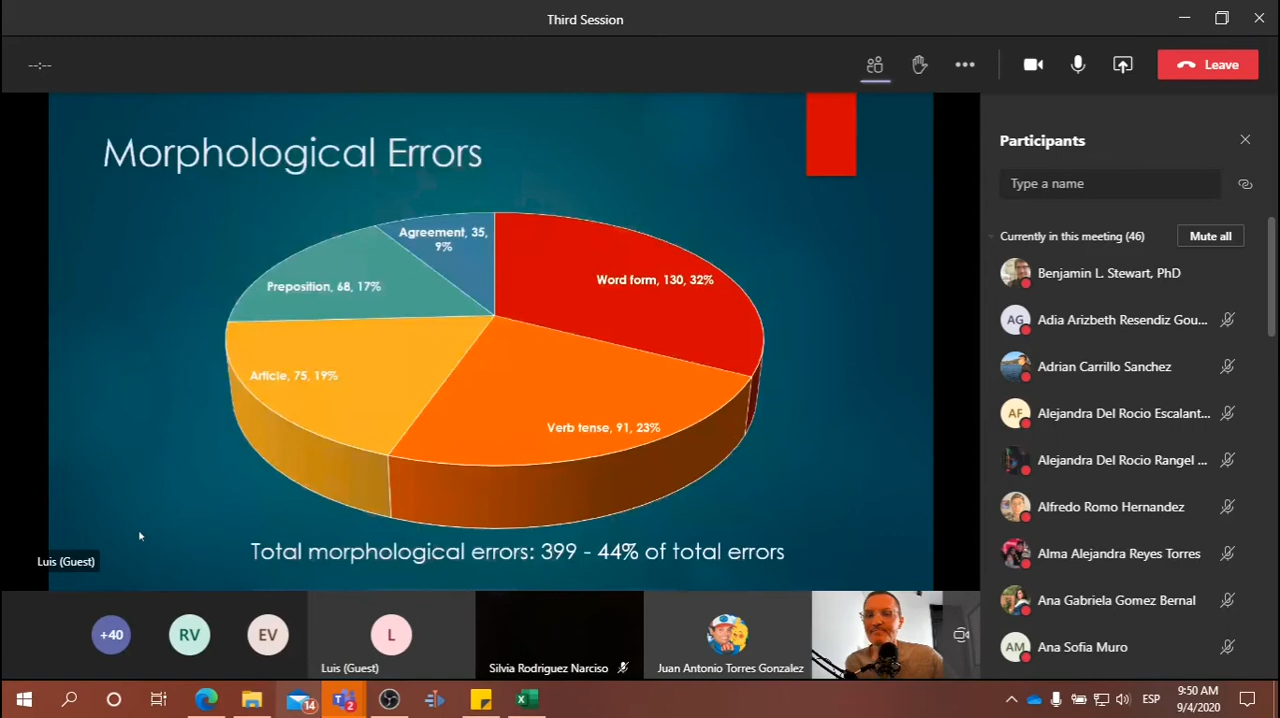 Third Session
--:--
Leave
Morphological Errors
Agreement, 35,
9%
Word form, 130, 32%
Preposition, 68, 17%
Article, 75, 19%
Verb tense, 91, 23%
Total morphological errors: 399 - 44% of total errors
Luis (Guest)
Participants
Type a name
Currently in this meeting (46)
Mute all
Benjamin L. Stewart, PhD
AG
Adia Arizbeth Resendiz Gou...
Adrian Carrillo Sanchez
AF
Alejandra Del Rocio Escalant...
Alejandra Del Rocio Rangel ...
Alfredo Romo Hernandez
Alma Alejandra Reyes Torres
Ana Gabriela Gomez Bernal
AM
Ana Sofia Muro
+40
RV
EV
L
Luis (Guest)
Silvia Rodriguez Narciso
Juan Antonio Torres Gonzalez
14
2
ESP
9:50 AM
9/4/2020